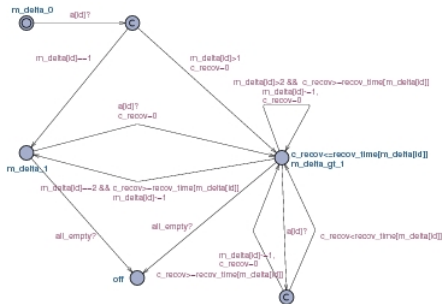 m_delta_0
a[id]?
C
m_delta[id]==1
m_delta[id]>1
c_recov=0
m_delta[id]>2 && c_recov>=recov_time[m_delta[id]]
m_delta[id]-=1,
c_recov=0
a[id]?
c_recov=0
m_delta_1
c_recov<=recov_time[m_delta[id]]
m_delta_gt_1
m_delta[id]==2 && c_recov>=recov_time[m_delta[id]]
m_delta[id]-=1
all_empty?
all_empty?
a[id]?
c_recov<recov_time[m_delta[id]]
m_delta[id]-=1,
c_recov=0
off
c_recov>=recov_time[m_delta[id]]
C